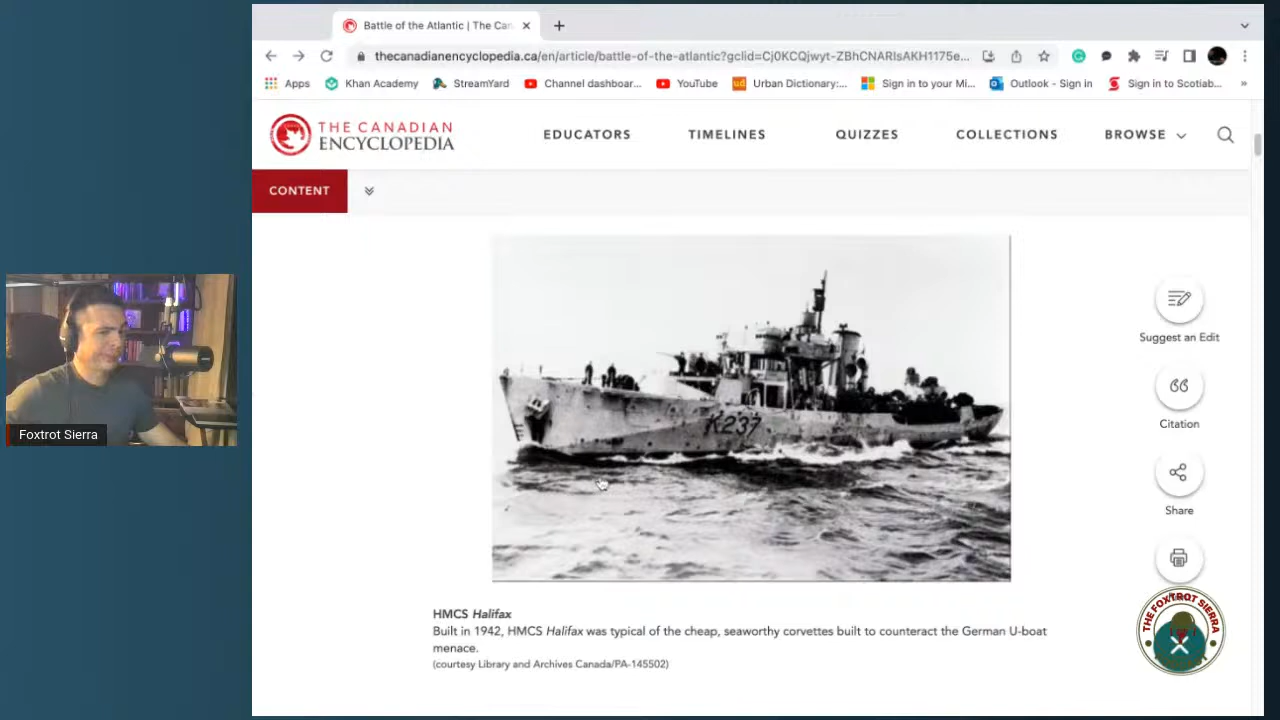 Battle of the Atlantic | The Can
thecanadianencyclopedia.ca/en/article/battle-of-the-atlantic?gclid=Cj0KCQjwyt-ZBhCNARIsAKH1175e...
Apps Khan Academy StreamYard Channel dashboar... YouTube Urban Dictionary:... Sign in to your Mi... Outlook - Sign in Sign in to Scotiab... »
THE CANADIAN
ENCYCLOPEDIA
EDUCATORS TIMELINES QUIZZES COLLECTIONS BROWSE
CONTENT
K237
Suggest an Edit
Citation
Share
Foxtrot Sierra
THE FOXTROT SIERRA
HMCS Halifax
Built in 1942, HMCS Halifax was typical of the cheap, seaworthy corvettes built to counteract the German U-boat
menace.
(courtesy Library and Archives Canada/PA-145502)